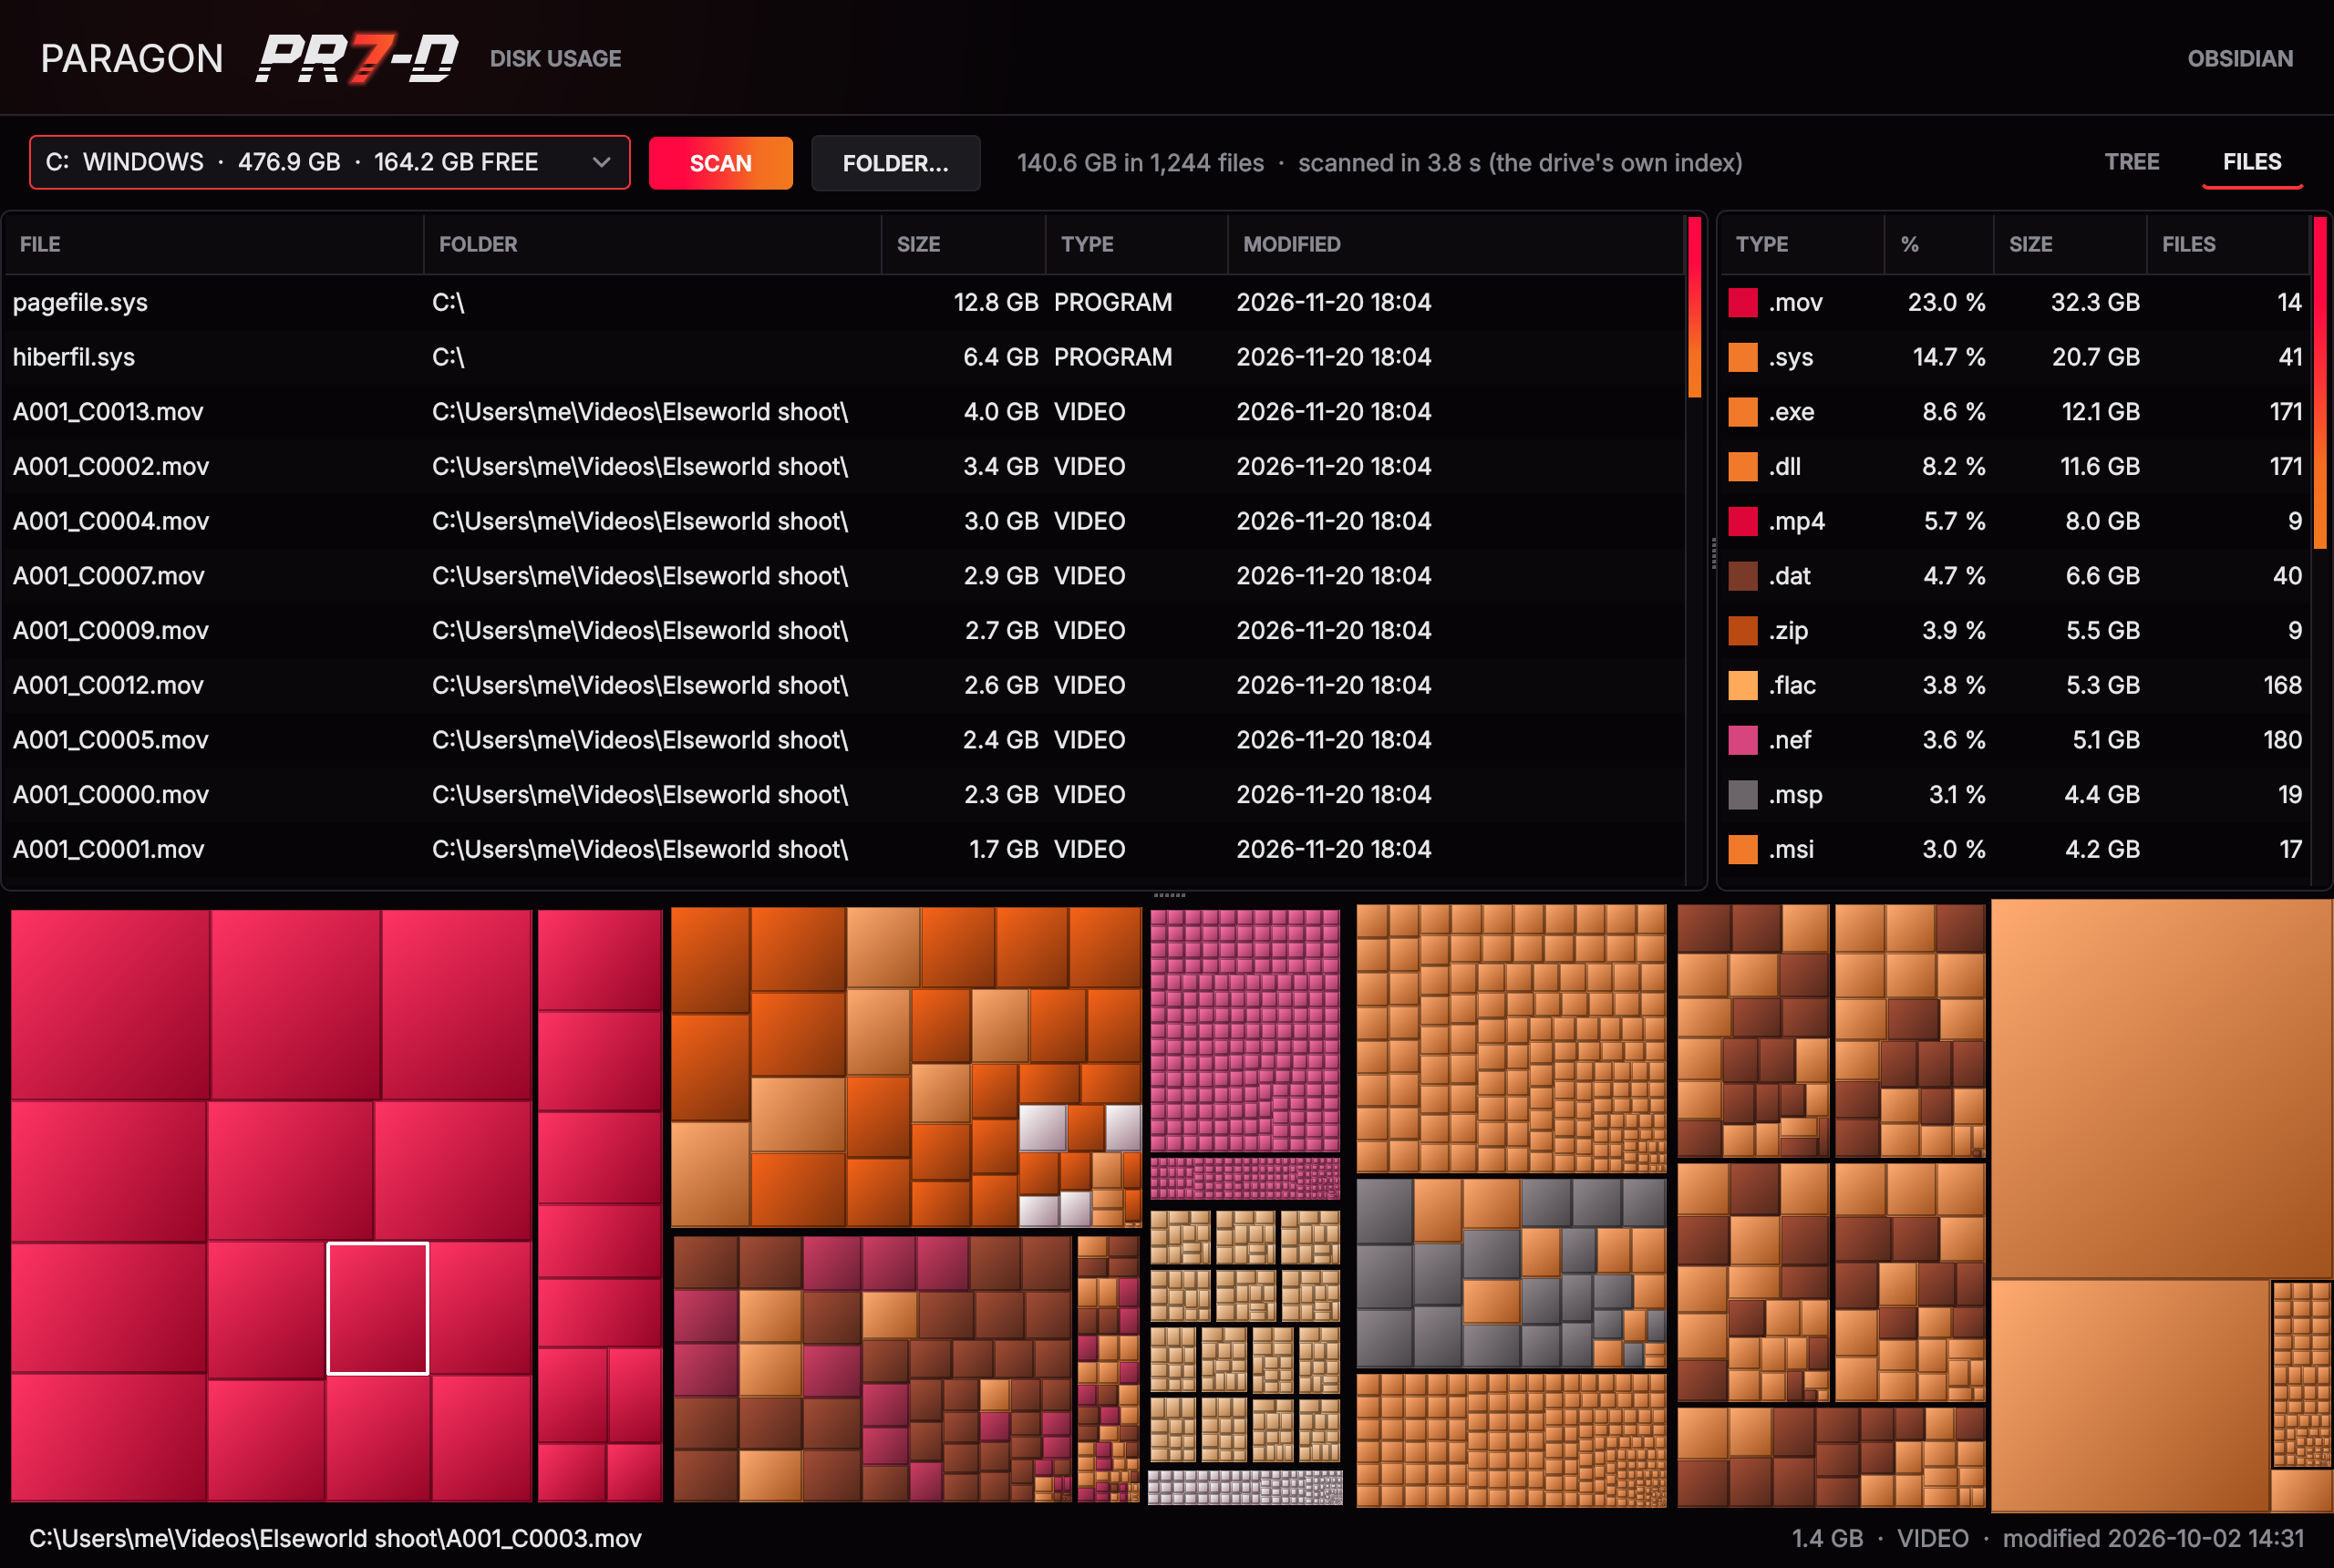 PARAGON PR7-D DISK USAGE OBSIDIAN
C: WINDOWS · 476.9 GB · 164.2 GB FREE SCAN FOLDER... 140.6 GB in 1,244 files · scanned in 3.8 s (the drive's own index) TREE FILES
FILE FOLDER SIZE TYPE MODIFIED TYPE % SIZE FILES
pagefile.sys C:\ 12.8 GB PROGRAM 2026-11-20 18:04 .mov 23.0 % 32.3 GB 14
hiberfil.sys C:\ 6.4 GB PROGRAM 2026-11-20 18:04 .sys 14.7 % 20.7 GB 41
A001_C0013.mov C:\Users\me\Videos\Elseworld shoot\ 4.0 GB VIDEO 2026-11-20 18:04 .exe 8.6 % 12.1 GB 171
A001_C0002.mov C:\Users\me\Videos\Elseworld shoot\ 3.4 GB VIDEO 2026-11-20 18:04 .dll 8.2 % 11.6 GB 171
A001_C0004.mov C:\Users\me\Videos\Elseworld shoot\ 3.0 GB VIDEO 2026-11-20 18:04 .mp4 5.7 % 8.0 GB 9
A001_C0007.mov C:\Users\me\Videos\Elseworld shoot\ 2.9 GB VIDEO 2026-11-20 18:04 .dat 4.7 % 6.6 GB 40
A001_C0009.mov C:\Users\me\Videos\Elseworld shoot\ 2.7 GB VIDEO 2026-11-20 18:04 .zip 3.9 % 5.5 GB 9
A001_C0012.mov C:\Users\me\Videos\Elseworld shoot\ 2.6 GB VIDEO 2026-11-20 18:04 .flac 3.8 % 5.3 GB 168
A001_C0005.mov C:\Users\me\Videos\Elseworld shoot\ 2.4 GB VIDEO 2026-11-20 18:04 .nef 3.6 % 5.1 GB 180
A001_C0000.mov C:\Users\me\Videos\Elseworld shoot\ 2.3 GB VIDEO 2026-11-20 18:04 .msp 3.1 % 4.4 GB 19
A001_C0001.mov C:\Users\me\Videos\Elseworld shoot\ 1.7 GB VIDEO 2026-11-20 18:04 .msi 3.0 % 4.2 GB 17
C:\Users\me\Videos\Elseworld shoot\A001_C0003.mov 1.4 GB · VIDEO · modified 2026-10-02 14:31